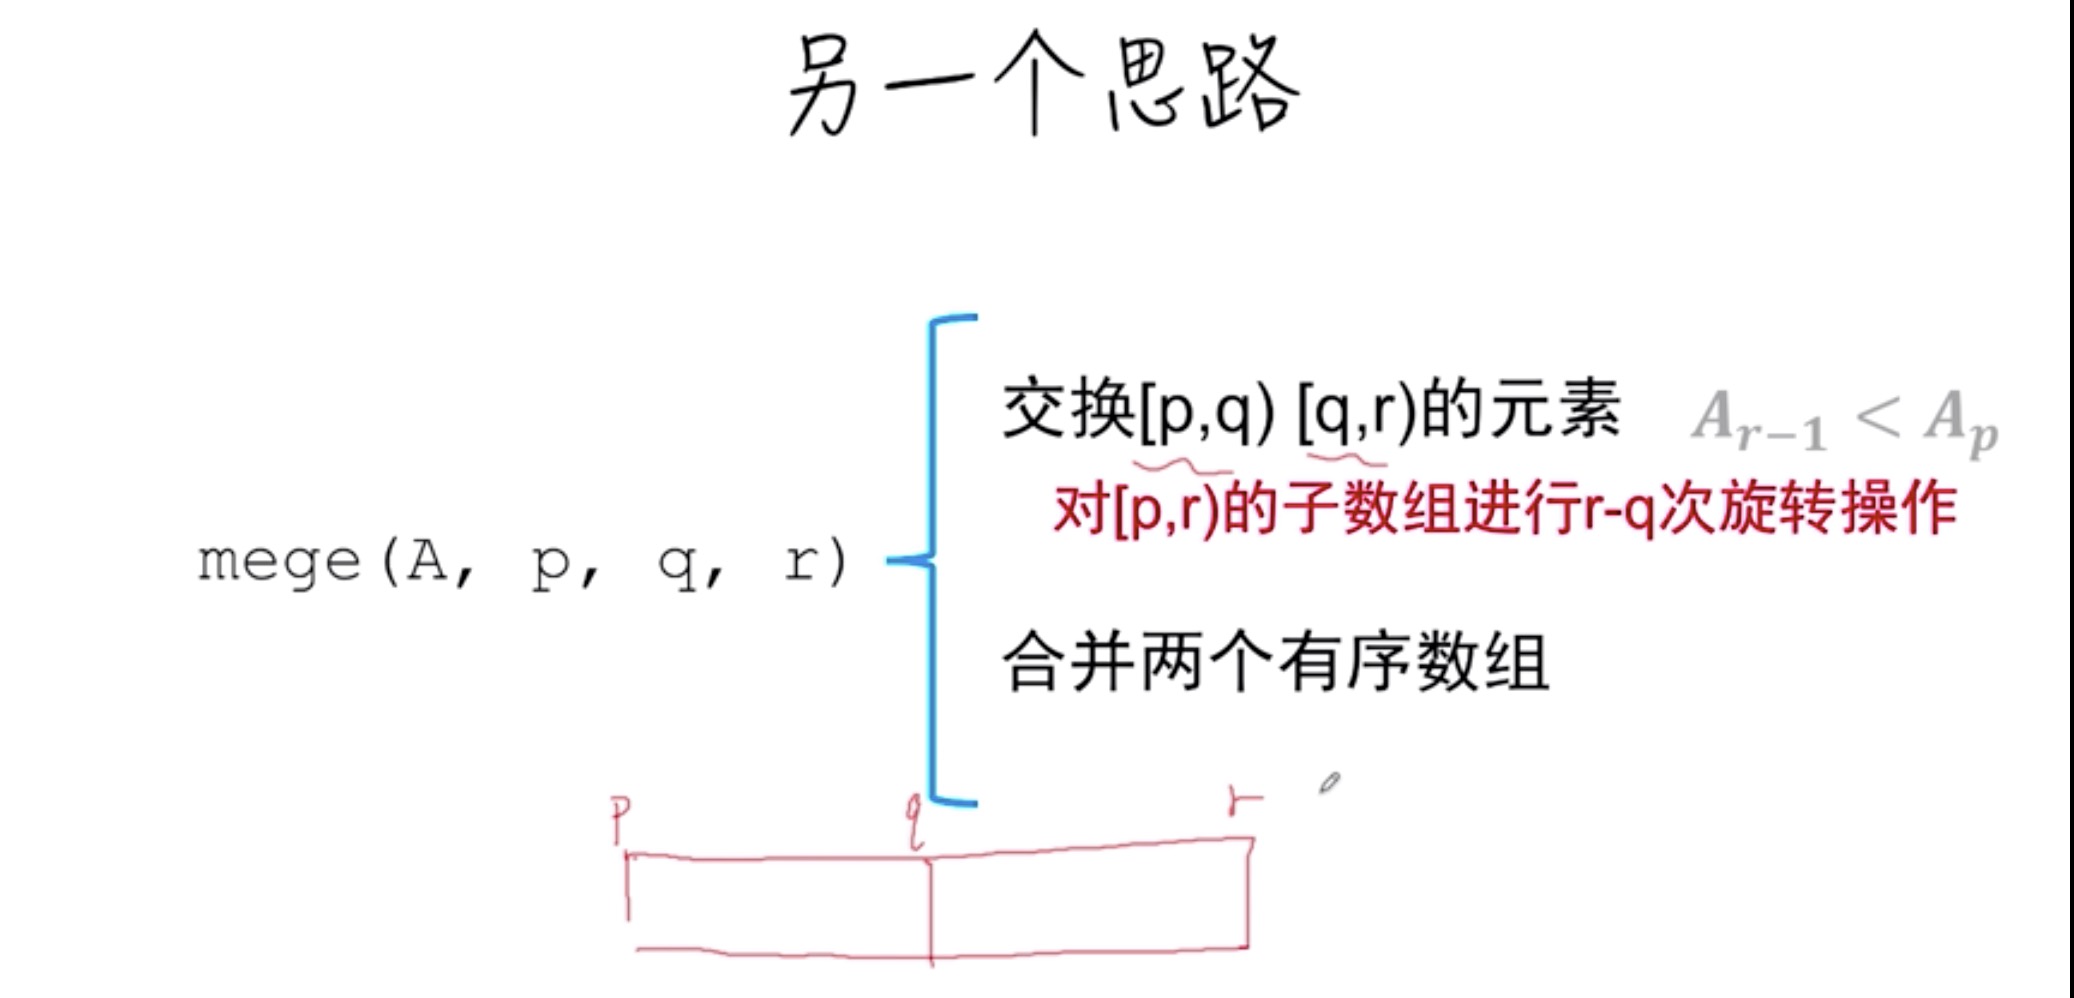 另一个思路
交换[p,q) [q,r)的元素 A_{r-1} < A_p
对[p,r)的子数组进行r-q次旋转操作
mege(A, p, q, r)
合并两个有序数组
p q r